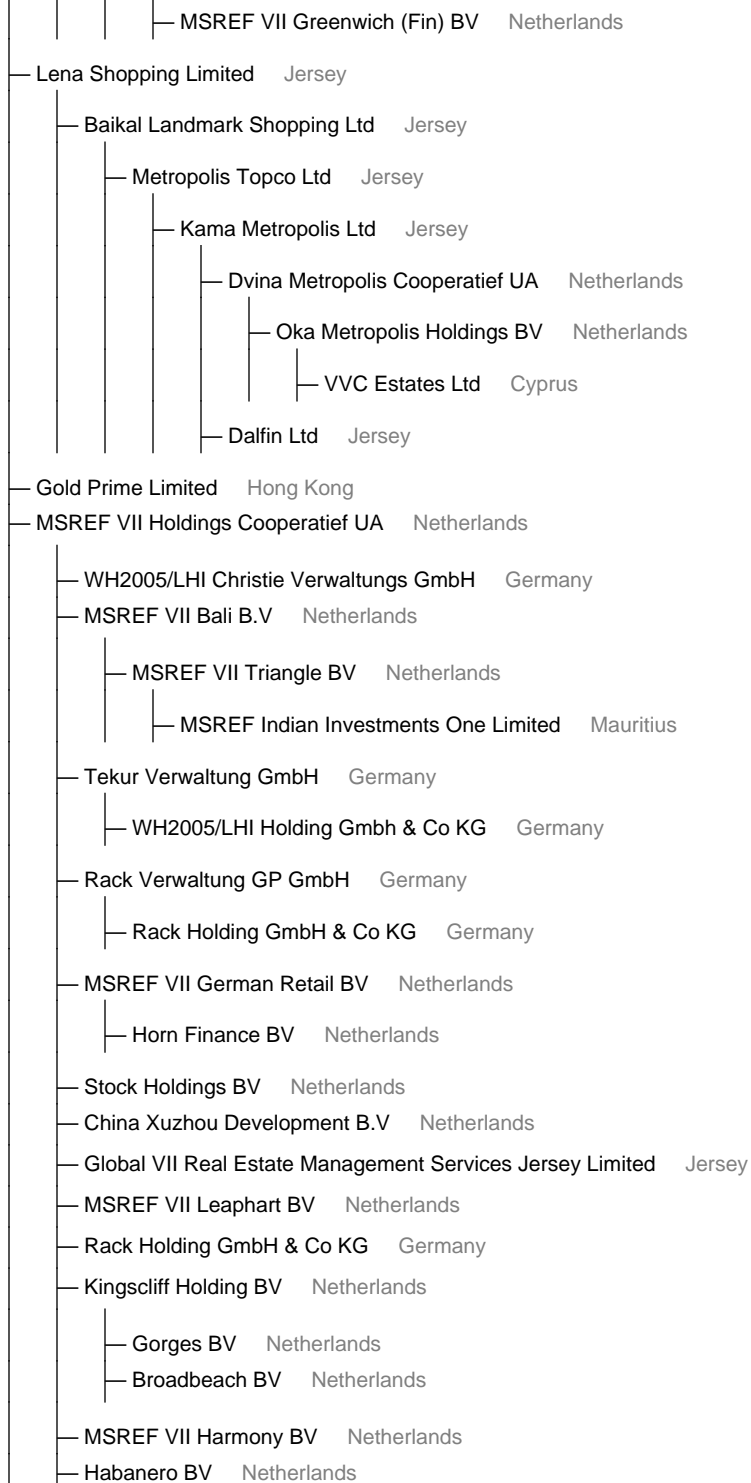 MSREF VII Greenwich (Fin) BV Netherlands
Lena Shopping Limited Jersey
Baikal Landmark Shopping Ltd Jersey
Metropolis Topco Ltd Jersey
Kama Metropolis Ltd Jersey
Dvina Metropolis Cooperatief UA Netherlands
Oka Metropolis Holdings BV Netherlands
VVC Estates Ltd Cyprus
Dalfin Ltd Jersey
Gold Prime Limited Hong Kong
MSREF VII Holdings Cooperatief UA Netherlands
WH2005/LHI Christie Verwaltungs GmbH Germany
MSREF VII Bali B.V Netherlands
MSREF VII Triangle BV Netherlands
MSREF Indian Investments One Limited Mauritius
Tekur Verwaltung GmbH Germany
WH2005/LHI Holding Gmbh & Co KG Germany
Rack Verwaltung GP GmbH Germany
Rack Holding GmbH & Co KG Germany
MSREF VII German Retail BV Netherlands
Horn Finance BV Netherlands
Stock Holdings BV Netherlands
China Xuzhou Development B.V Netherlands
Global VII Real Estate Management Services Jersey Limited Jersey
MSREF VII Leaphart BV Netherlands
Rack Holding GmbH & Co KG Germany
Kingscliff Holding BV Netherlands
Gorges BV Netherlands
Broadbeach BV Netherlands
MSREF VII Harmony BV Netherlands
Habanero BV Netherlands